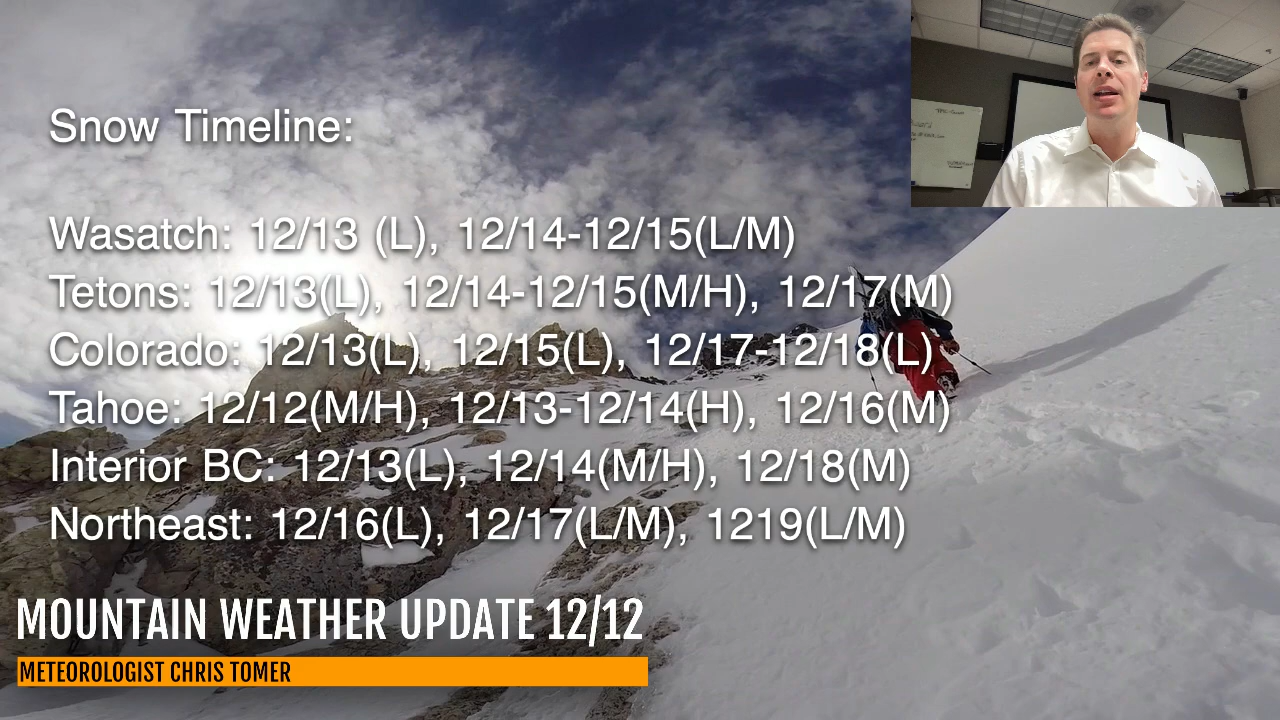 Snow Timeline:
Wasatch: 12/13 (L), 12/14-12/15(L/M)
Tetons: 12/13(L), 12/14-12/15(M/H), 12/17(M)
Colorado: 12/13(L), 12/15(L), 12/17-12/18(L)
Tahoe: 12/12(M/H), 12/13-12/14(H), 12/16(M)
Interior BC: 12/13(L), 12/14(M/H), 12/18(M)
Northeast: 12/16(L), 12/17(L/M), 1219(L/M)
MOUNTAIN WEATHER UPDATE 12/12
METEOROLOGIST CHRIS TOMER